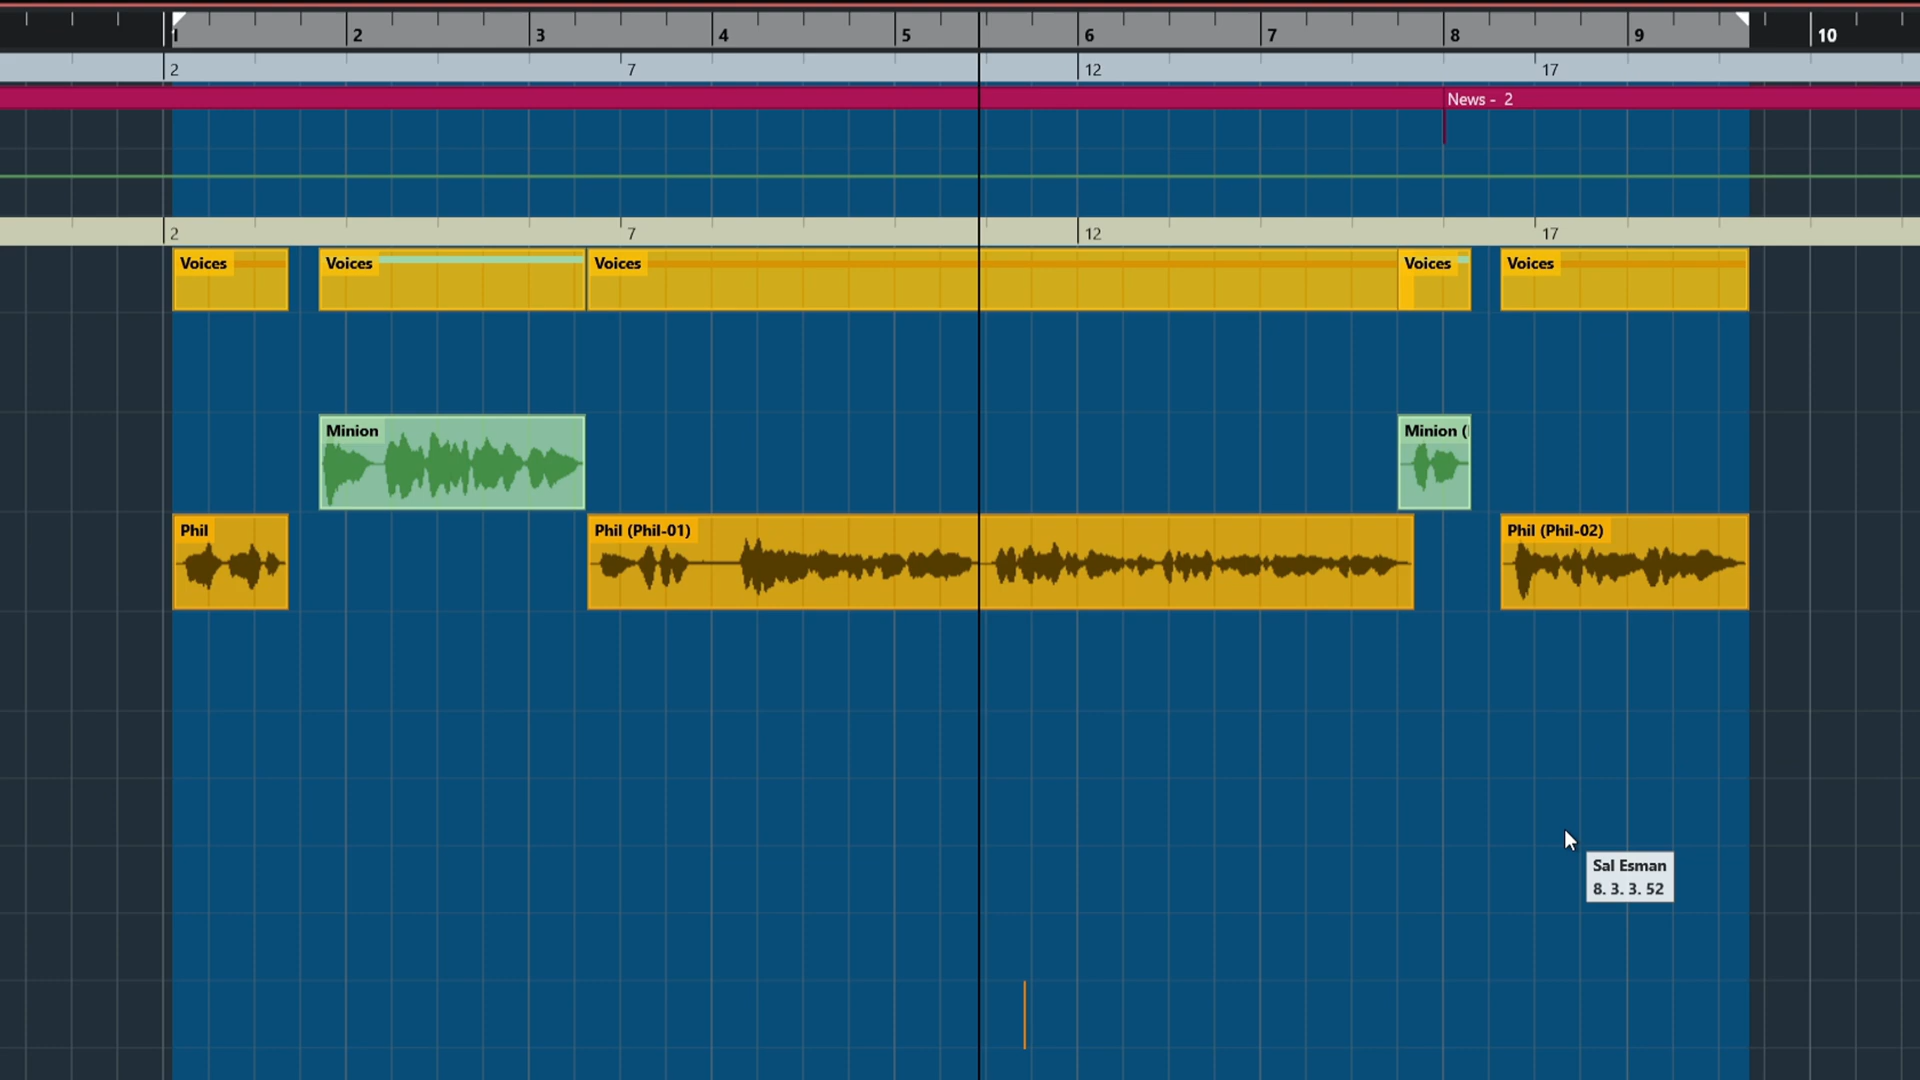 1 2 3 4 5 6 7 8 9 10
2 7 12 17
News - 2
2 7 12 17
Voices Voices Voices Voices Voices
Minion Minion (
Phil Phil (Phil-01) Phil (Phil-02)
Sal Esman
8. 3. 3. 52